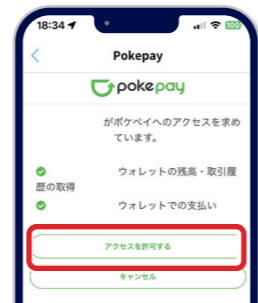 18:34
100
Pokepay
pokepay
がポケペイへのアクセスを求め
ています。
ウォレットの残高・取引履
歴の取得
ウォレットでの支払い
アクセスを許可する
キャンセル